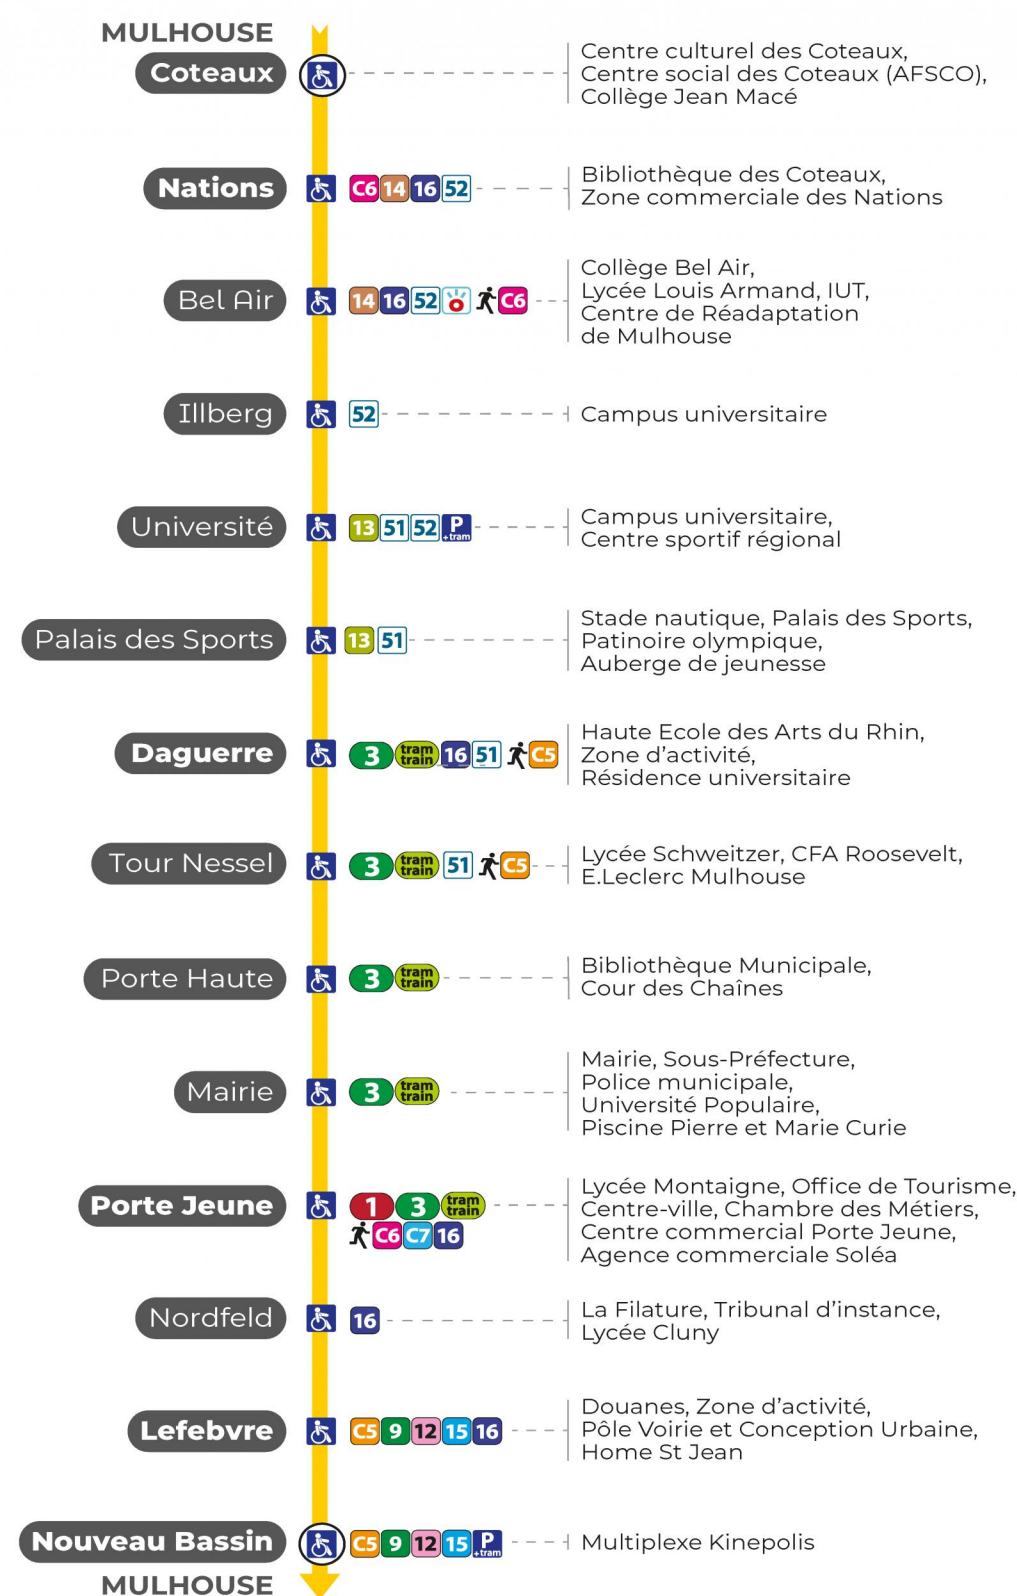 MULHOUSE
Coteaux
Centre culturel des Coteaux,
Centre social des Coteaux (AFSCO),
Collège Jean Macé
Nations C6 14 16 52
Bibliothèque des Coteaux,
Zone commerciale des Nations
Bel Air 14 16 52 C6
Collège Bel Air,
Lycée Louis Armand, IUT,
Centre de Réadaptation
de Mulhouse
Illberg 52
Campus universitaire
Université 13 51 52 P +tram
Campus universitaire,
Centre sportif régional
Palais des Sports 13 51
Stade nautique, Palais des Sports,
Patinoire olympique,
Auberge de jeunesse
Daguerre 3 tram train 16 51 C5
Haute Ecole des Arts du Rhin,
Zone d'activité,
Résidence universitaire
Tour Nessel 3 tram train 51 C5
Lycée Schweitzer, CFA Roosevelt,
E.Leclerc Mulhouse
Porte Haute 3 tram train
Bibliothèque Municipale,
Cour des Chaînes
Mairie 3 tram train
Mairie, Sous-Préfecture,
Police municipale,
Université Populaire,
Piscine Pierre et Marie Curie
Porte Jeune 1 3 tram train
C6 C7 16
Lycée Montaigne, Office de Tourisme,
Centre-ville, Chambre des Métiers,
Centre commercial Porte Jeune,
Agence commerciale Soléa
Nordfeld 16
La Filature, Tribunal d'instance,
Lycée Cluny
Lefebvre C5 9 12 15 16
Douanes, Zone d'activité,
Pôle Voirie et Conception Urbaine,
Home St Jean
Nouveau Bassin C5 9 12 15 P +tram
Multiplexe Kinepolis
MULHOUSE